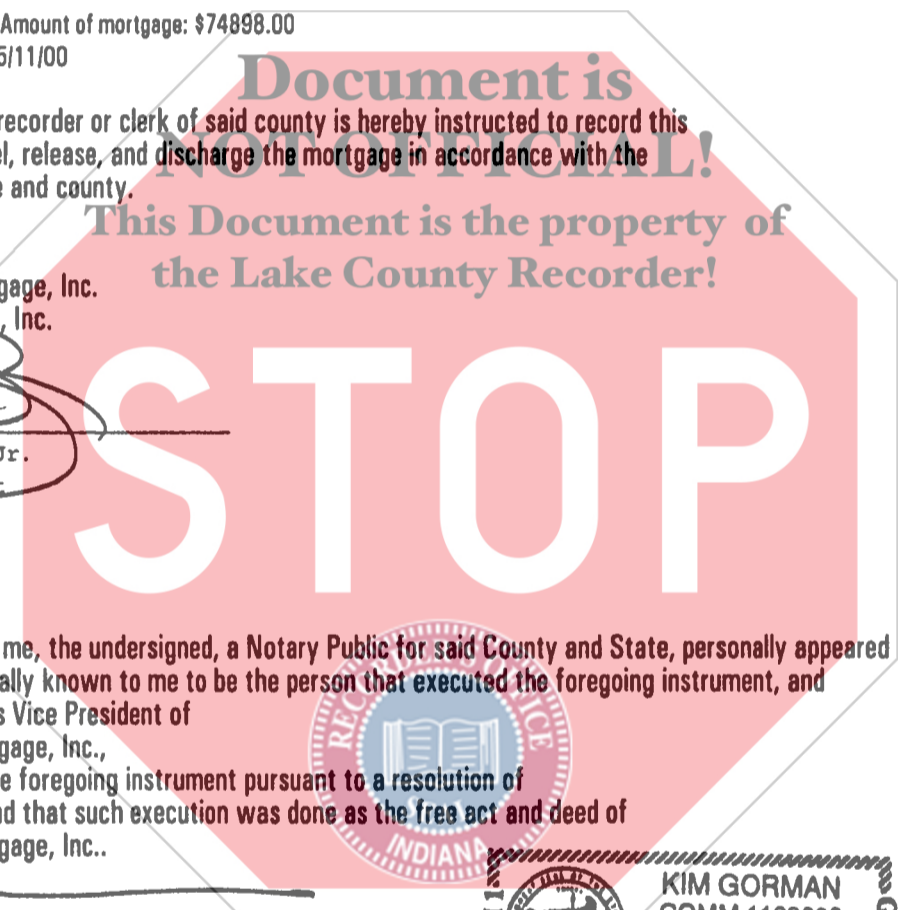 Amount of mortgage: $74898.00
5/11/00
Document is
recorder or clerk of said county is hereby instructed to record this
NOT OFFICIAL!
el, release, and discharge the mortgage in accordance with the
e and county.
This Document is the property of
the Lake County Recorder!
gage, Inc.
, Inc.
STOP
Jr.
me, the undersigned, a Notary Public for said County and State, personally appeared
ally known to me to be the person that executed the foregoing instrument, and
s Vice President of
gage, Inc.,
e foregoing instrument pursuant to a resolution of
nd that such execution was done as the free act and deed of
gage, Inc..
RECORDER'S OFFICE
SEAL
INDIANA
KIM GORMAN